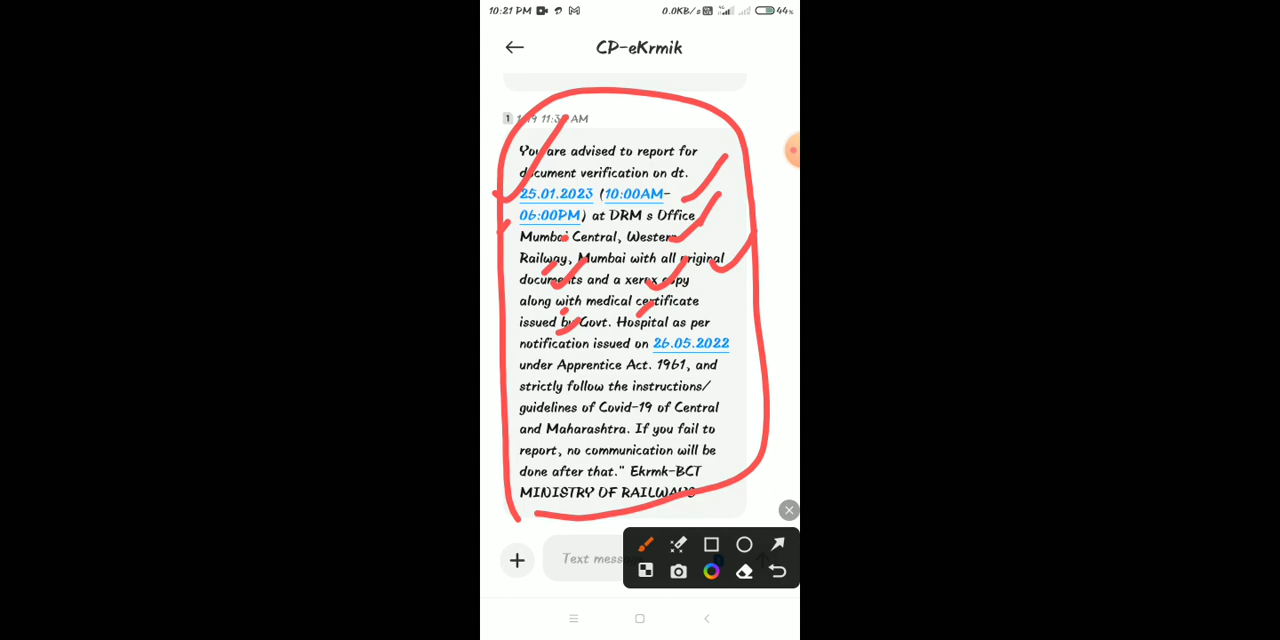 10:21 PM 0.0KB/s 44%
CP-eKrmik
1 11:3 AM
You are advised to report for
document verification on dt.
25.01.2023 (10:00AM-
06:00PM) at DRM s Office,
Mumbai Central, Western
Railway, Mumbai with all original
documents and a xerox copy
along with medical certificate
issued by Govt. Hospital as per
notification issued on 26.05.2022
under Apprentice Act. 1961, and
strictly follow the instructions/
guidelines of Covid-19 of Central
and Maharashtra. If you fail to
report, no communication will be
done after that." Ekrmk-BCT
MINISTRY OF RAILWAYS
Text